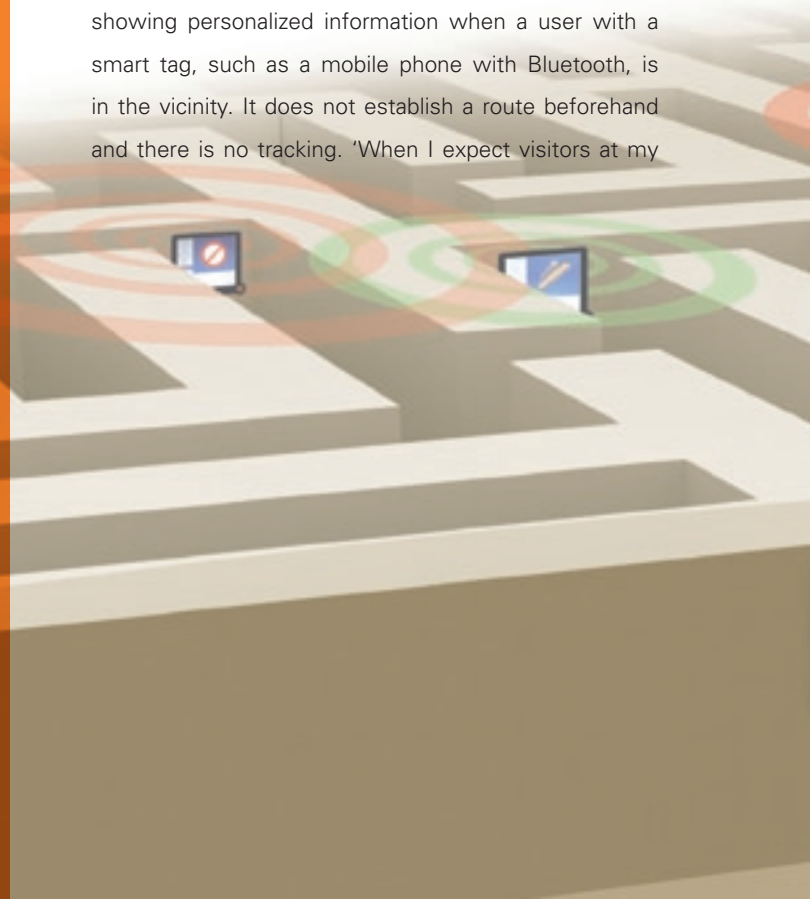 showing personalized information when a user with a
smart tag, such as a mobile phone with Bluetooth, is
in the vicinity. It does not establish a route beforehand
and there is no tracking. ‘When I expect visitors at my